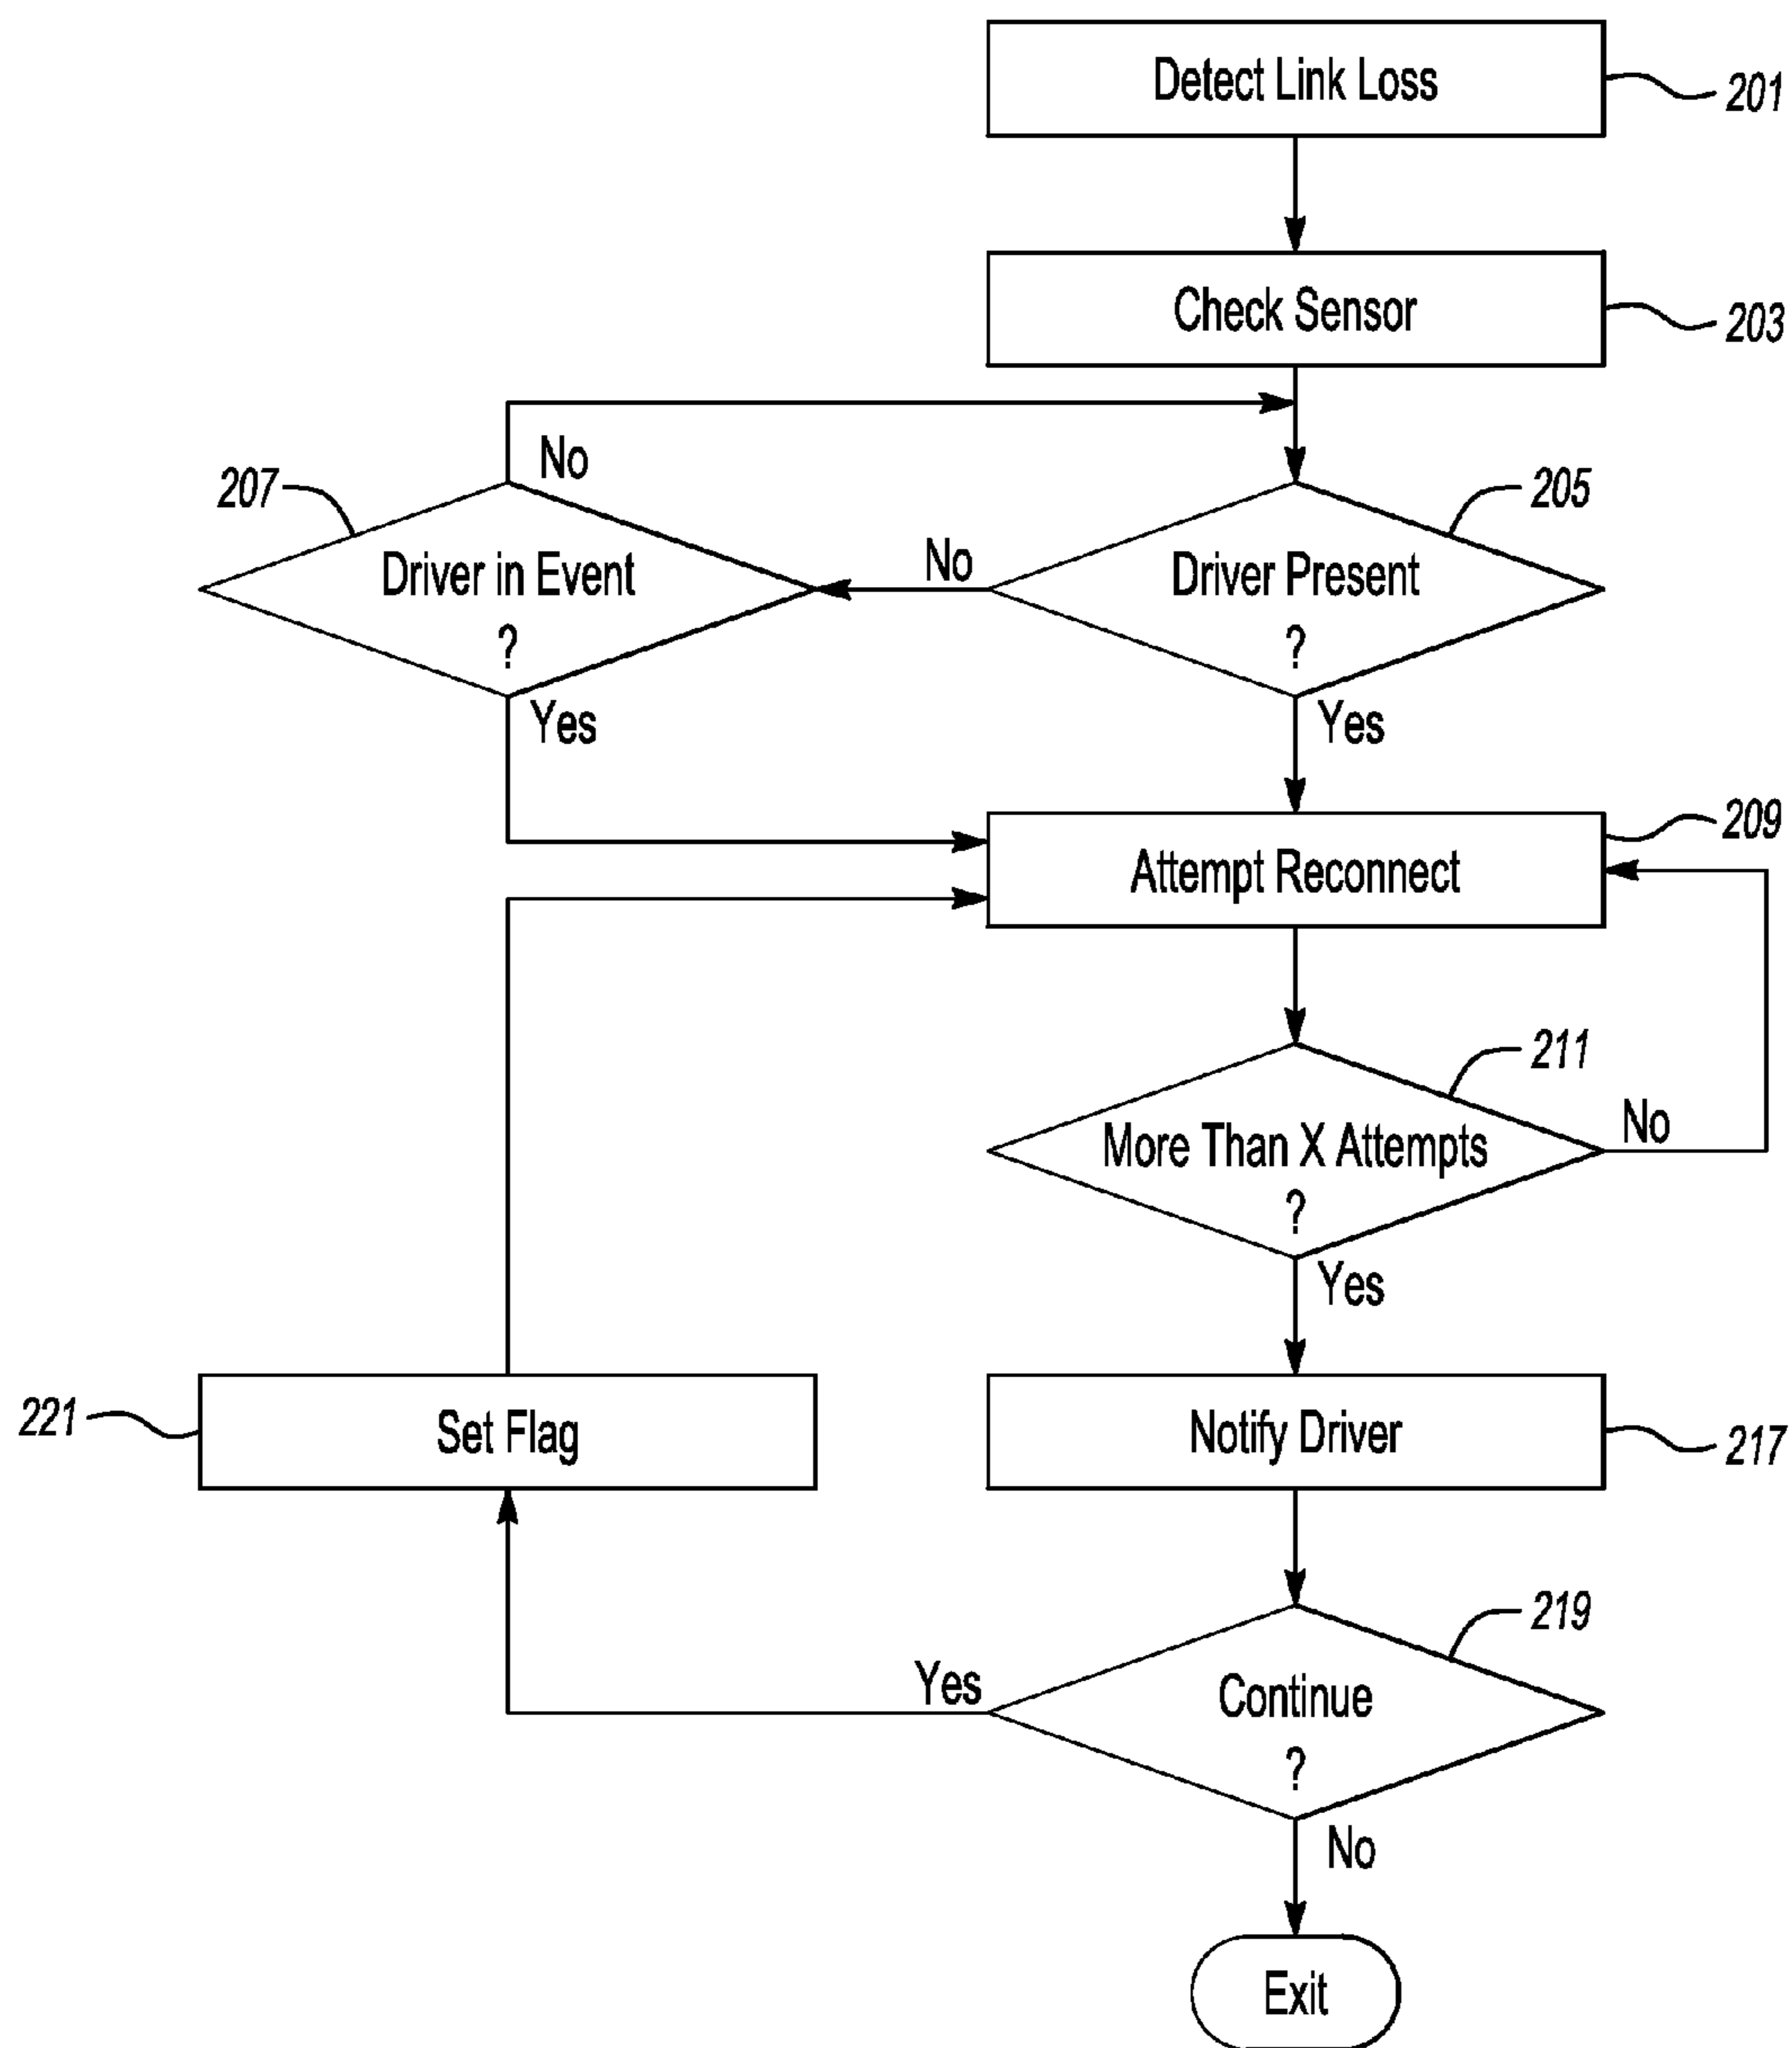 Detect Link Loss
201
Check Sensor
203
No
207
205
Driver in Event
?
No
Driver Present
?
Yes
Yes
209
Attempt Reconnect
211
More Than X Attempts
?
No
Yes
221
Set Flag
Notify Driver
217
219
Yes
Continue
?
No
Exit